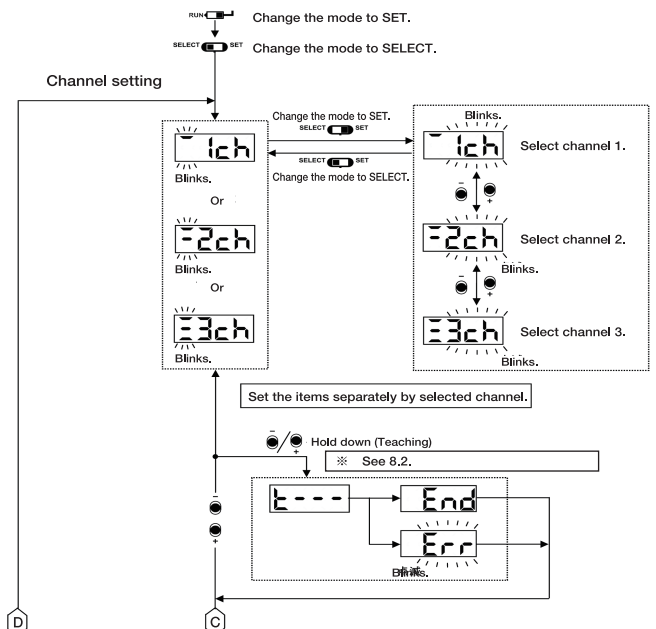 RUN Change the mode to SET.
SELECT SET Change the mode to SELECT.
Channel setting
Change the mode to SET.
SELECT SET
SELECT SET
Change the mode to SELECT.
1ch
Blinks.
Or
2ch
Blinks.
Or
3ch
Blinks.
Blinks.
1ch Select channel 1.
- +
2ch Select channel 2.
Blinks.
- +
3ch Select channel 3.
Blinks.
Set the items separately by selected channel.
- / + Hold down (Teaching)
※ See 8.2.
t--- End
Err
Blinks.
-
+
D C